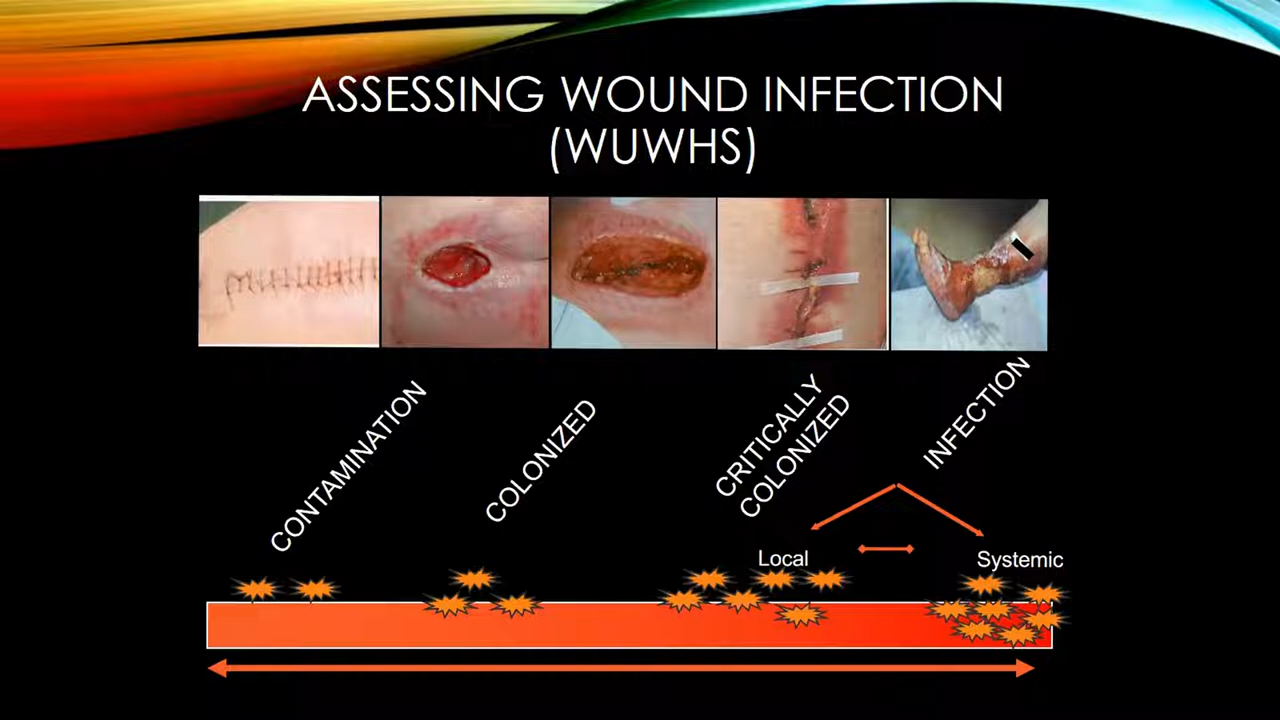 ASSESSING WOUND INFECTION
(WUWHS)
CONTAMINATION
COLONIZED
CRITICALLY
COLONIZED
INFECTION
Local
Systemic